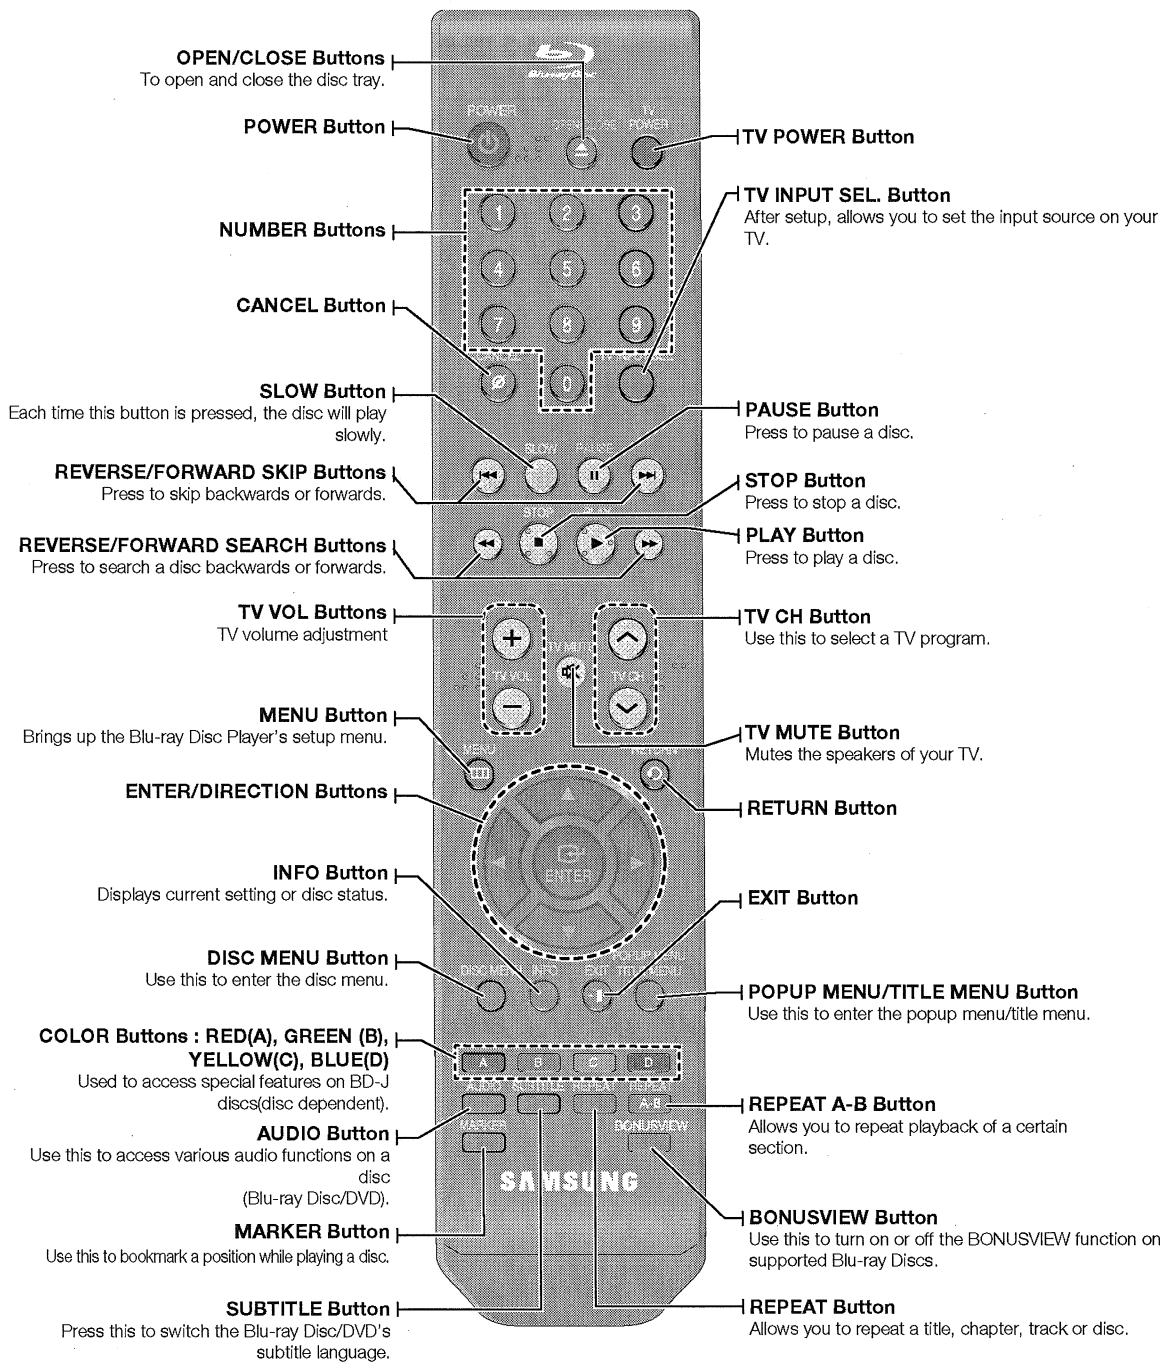 OPEN/CLOSE Buttons
To open and close the disc tray.
POWER Button
NUMBER Buttons
CANCEL Button
SLOW Button
Each time this button is pressed, the disc will play
slowly.
REVERSE/FORWARD SKIP Buttons
Press to skip backwards or forwards.
REVERSE/FORWARD SEARCH Buttons
Press to search a disc backwards or forwards.
TV VOL Buttons
TV volume adjustment
MENU Button
Brings up the Blu-ray Disc Player's setup menu.
ENTER/DIRECTION Buttons
INFO Button
Displays current setting or disc status.
DISC MENU Button
Use this to enter the disc menu.
COLOR Buttons : RED(A), GREEN (B),
YELLOW(C), BLUE(D)
Used to access special features on BD-J
discs(disc dependent).
AUDIO Button
Use this to access various audio functions on a
disc
(Blu-ray Disc/DVD).
MARKER Button
Use this to bookmark a position while playing a disc.
SUBTITLE Button
Press this to switch the Blu-ray Disc/DVD's
subtitle language.
Blu-ray Disc
POWER
TV
POWER
1 2 3
4 5 6
7 8 9
0
SLOW PAUSE
STOP PLAY
TV MUTE
TV VOL TV CH
MENU RETURN
ENTER
POPUP MENU
DISC MENU INFO EXIT TITLE MENU
A B C D
AUDIO SUBTITLE REPEAT REPEAT
A-B
MARKER BONUSVIEW
SAMSUNG
TV POWER Button
TV INPUT SEL. Button
After setup, allows you to set the input source on your
TV.
PAUSE Button
Press to pause a disc.
STOP Button
Press to stop a disc.
PLAY Button
Press to play a disc.
TV CH Button
Use this to select a TV program.
TV MUTE Button
Mutes the speakers of your TV.
RETURN Button
EXIT Button
POPUP MENU/TITLE MENU Button
Use this to enter the popup menu/title menu.
REPEAT A-B Button
Allows you to repeat playback of a certain
section.
BONUSVIEW Button
Use this to turn on or off the BONUSVIEW function on
supported Blu-ray Discs.
REPEAT Button
Allows you to repeat a title, chapter, track or disc.